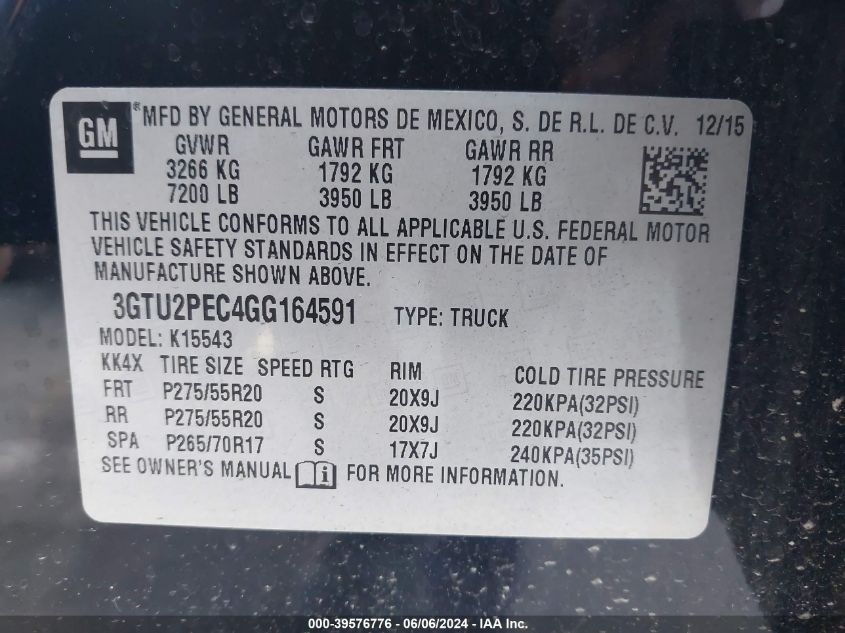 GM
® MFD BY GENERAL MOTORS DE MEXICO, S. DE R.L. DE C.V. 12/15
GVWR GAWR FRT GAWR RR
3266 KG 1792 KG 1792 KG
7200 LB 3950 LB 3950 LB
THIS VEHICLE CONFORMS TO ALL APPLICABLE U.S. FEDERAL MOTOR
VEHICLE SAFETY STANDARDS IN EFFECT ON THE DATE OF
MANUFACTURE SHOWN ABOVE.
3GTU2PEC4GG164591 TYPE: TRUCK
MODEL: K15543
KK4X TIRE SIZE SPEED RTG RIM COLD TIRE PRESSURE
FRT P275/55R20 S 20X9J 220KPA(32PSI)
RR P275/55R20 S 20X9J 220KPA(32PSI)
SPA P265/70R17 S 17X7J 240KPA(35PSI)
SEE OWNER'S MANUAL i FOR MORE INFORMATION.
000-39576776 - 06/06/2024 - IAA Inc.